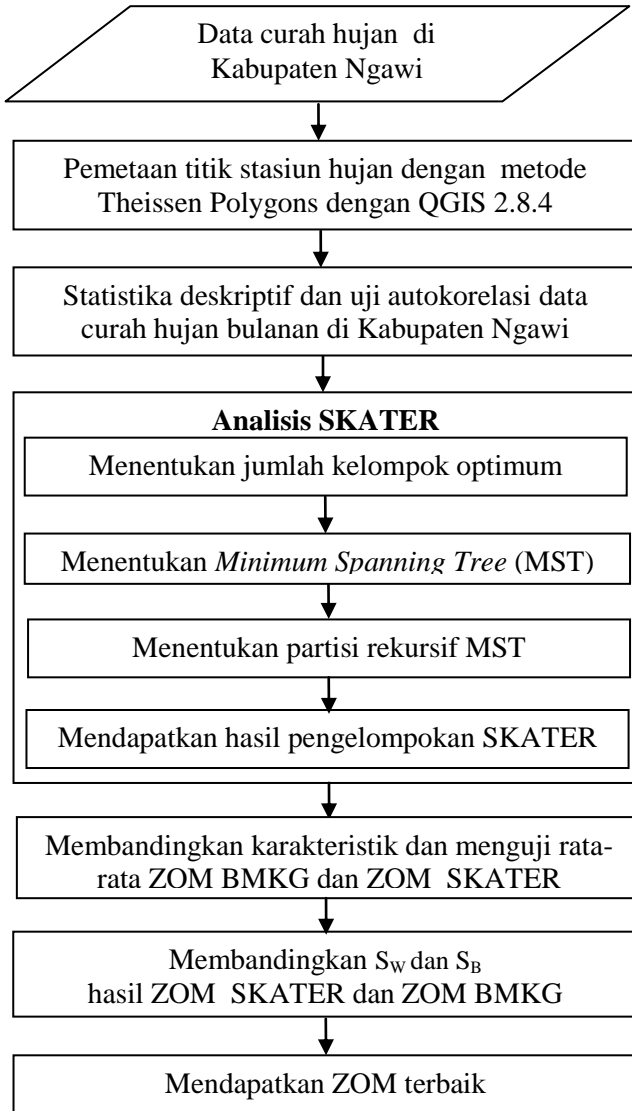 Data curah hujan di
Kabupaten Ngawi
Pemetaan titik stasiun hujan dengan metode
Theissen Polygons dengan QGIS 2.8.4
Statistika deskriptif dan uji autokorelasi data
curah hujan bulanan di Kabupaten Ngawi
Analisis SKATER
Menentukan jumlah kelompok optimum
Menentukan Minimum Spanning Tree (MST)
Menentukan partisi rekursif MST
Mendapatkan hasil pengelompokan SKATER
Membandingkan karakteristik dan menguji rata-
rata ZOM BMKG dan ZOM SKATER
Membandingkan SW dan SB
hasil ZOM SKATER dan ZOM BMKG
Mendapatkan ZOM terbaik